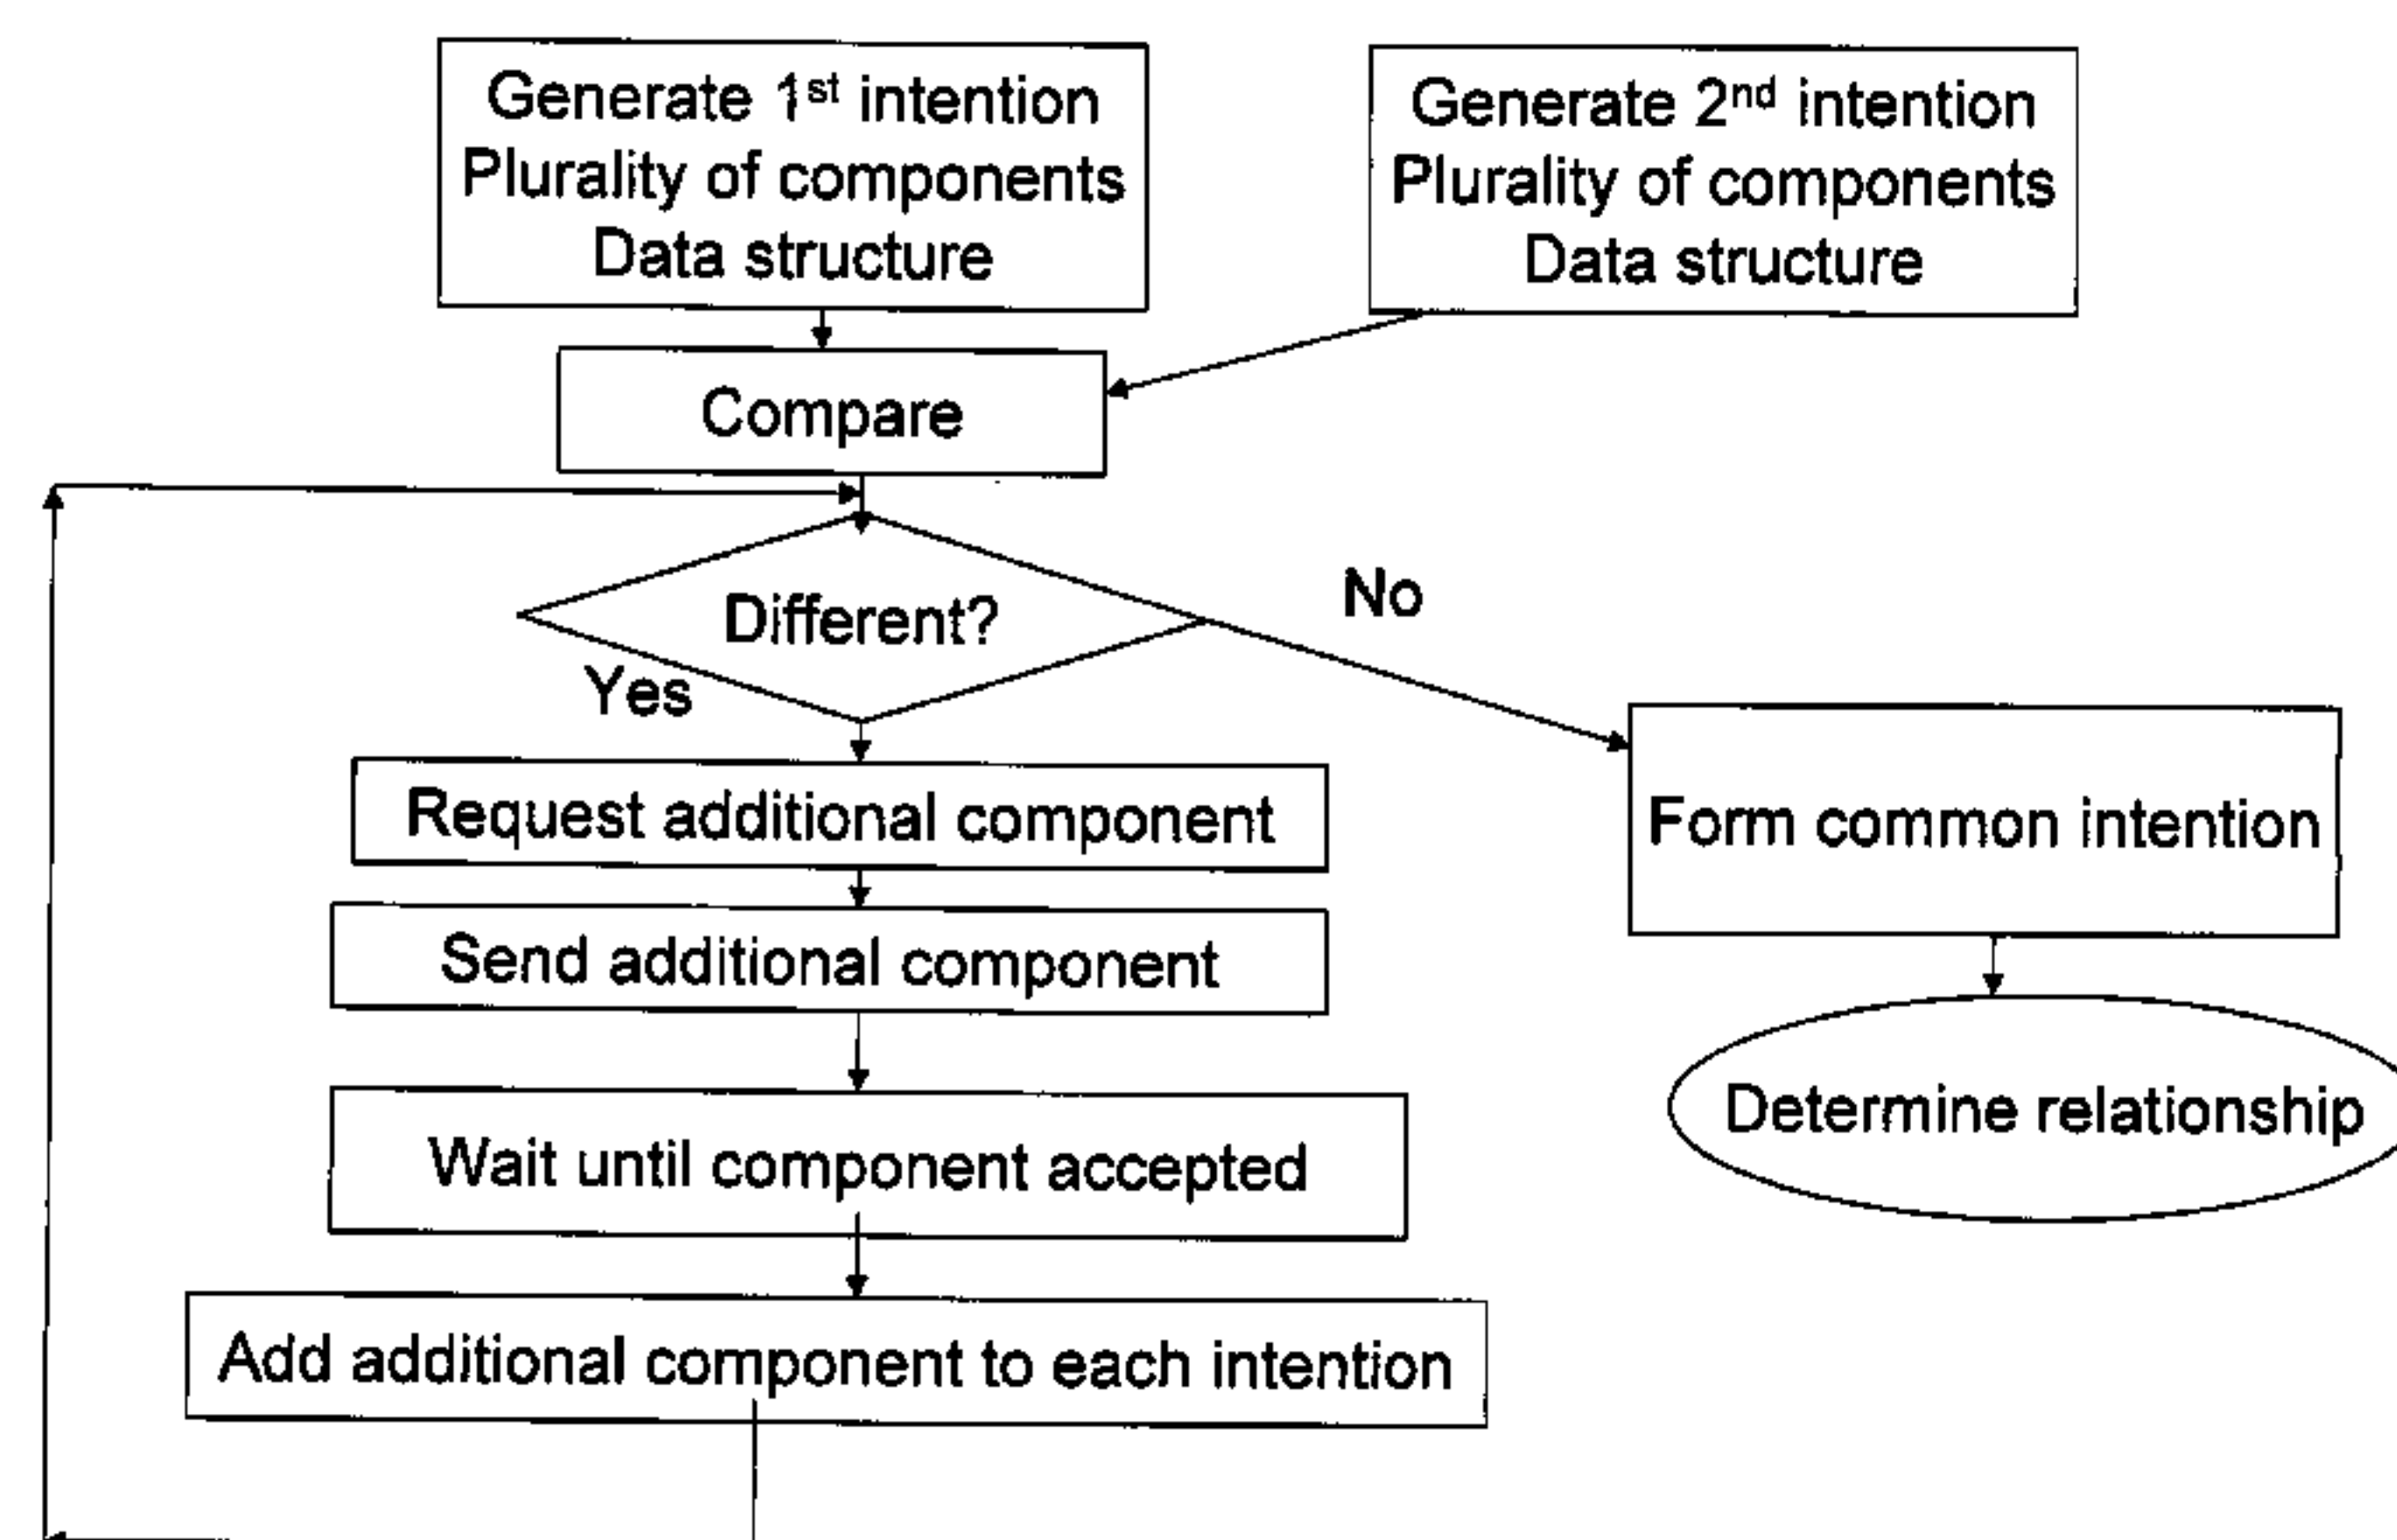 Generate 1st intention
Plurality of components
Data structure
Generate 2nd intention
Plurality of components
Data structure
Compare
Different?
No
Yes
Request additional component
Form common intention
Send additional component
Determine relationship
Wait until component accepted
Add additional component to each intention